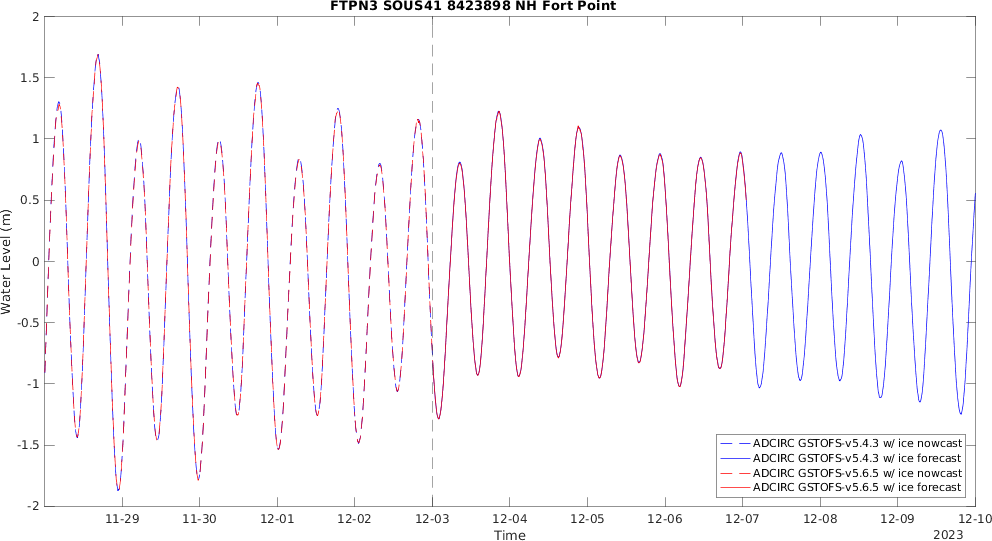 FTPN3 SOUS41 8423898 NH Fort Point
2
1.5
1
0.5
0
-0.5
-1
-1.5
-2
Water Level (m)
ADCIRC GSTOFS-v5.4.3 w/ ice nowcast
ADCIRC GSTOFS-v5.4.3 w/ ice forecast
ADCIRC GSTOFS-v5.6.5 w/ ice nowcast
ADCIRC GSTOFS-v5.6.5 w/ ice forecast
11-29 11-30 12-01 12-02 12-03 12-04 12-05 12-06 12-07 12-08 12-09 12-10
Time
2023